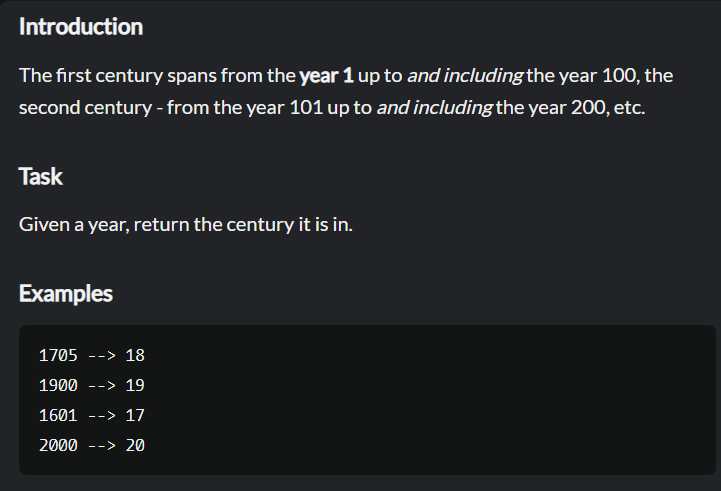 Introduction
The first century spans from the year 1 up to and including the year 100, the
second century - from the year 101 up to and including the year 200, etc.
Task
Given a year, return the century it is in.
Examples
1705 --> 18
1900 --> 19
1601 --> 17
2000 --> 20